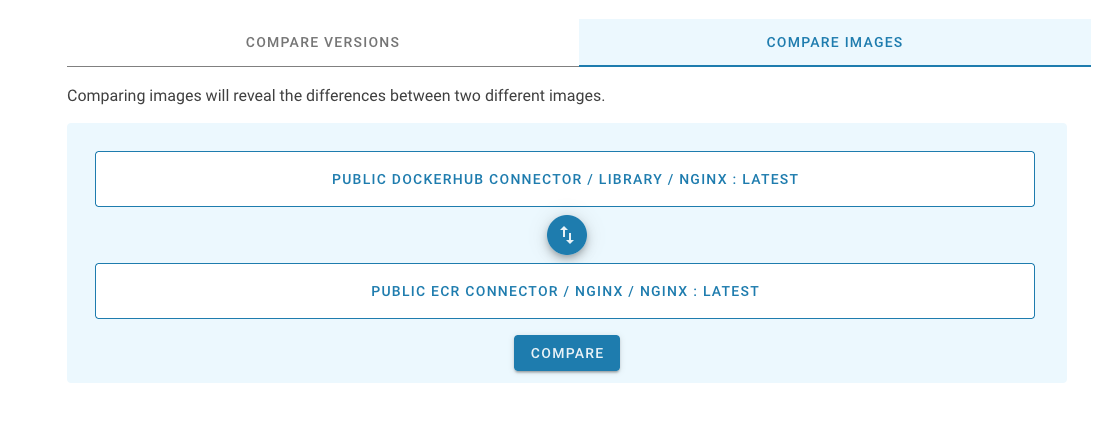 COMPARE VERSIONS
COMPARE IMAGES
Comparing images will reveal the differences between two different images.
PUBLIC DOCKERHUB CONNECTOR / LIBRARY / NGINX : LATEST
PUBLIC ECR CONNECTOR / NGINX / NGINX : LATEST
COMPARE